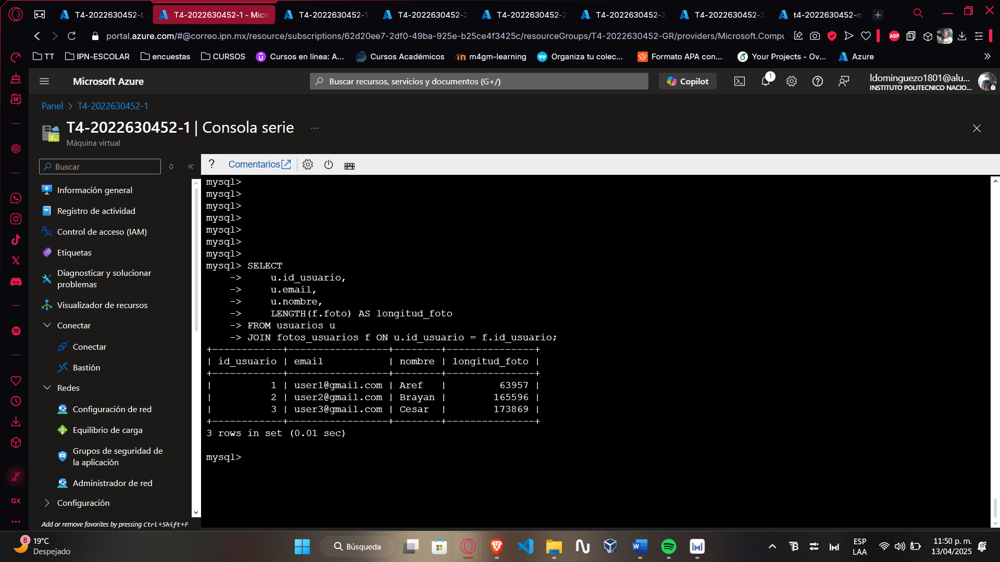 T4-2022630452-b
T4-2022630452-1 - Micro
T4-2022630452-1
T4-2022630452-2
T4-2022630452-2
T4-2022630452-3
T4-2022630452-3
t4-2022630452-m
portal.azure.com/#@correo.ipn.mx/resource/subscriptions/62d20ee7-2df0-49ba-925e-b25ce4f3425c/resourceGroups/T4-2022630452-GR/providers/Microsoft.Compu
ABP
TT
IPN-ESCOLAR
encuestas
CURSOS
Cursos en línea: A...
Cursos Académicos
m4gm-learning
Organiza tu colec...
Formato APA con...
Your Projects - Ov...
Azure
Microsoft Azure
Buscar recursos, servicios y documentos (G+/)
Copilot
1
ldominguezo1801@alu...
INSTITUTO POLITECNICO NACIO...
Panel > T4-2022630452-1
T4-2022630452-1 | Consola serie ...
Máquina virtual
Buscar
Información general
Registro de actividad
Control de acceso (IAM)
Etiquetas
Diagnosticar y solucionar
problemas
Visualizador de recursos
Conectar
Conectar
Bastión
Redes
Configuración de red
Equilibrio de carga
Grupos de seguridad de
la aplicación
Administrador de red
Configuración
Add or remove favorites by pressing Ctrl+Shift+F
? Comentarios
mysql>
mysql>
mysql>
mysql>
mysql>
mysql>
mysql>
mysql> SELECT
    ->     u.id_usuario,
    ->     u.email,
    ->     u.nombre,
    ->     LENGTH(f.foto) AS longitud_foto
    -> FROM usuarios u
    -> JOIN fotos_usuarios f ON u.id_usuario = f.id_usuario;
+------------+-----------------+--------+---------------+
| id_usuario | email           | nombre | longitud_foto |
+------------+-----------------+--------+---------------+
|          1 | user1@gmail.com | Aref   |         63957 |
|          2 | user2@gmail.com | Brayan |        165596 |
|          3 | user3@gmail.com | Cesar  |        173869 |
+------------+-----------------+--------+---------------+
3 rows in set (0.01 sec)
mysql>
GX
8
19°C
Despejado
Búsqueda
ESP
LAA
11:50 p. m.
13/04/2025